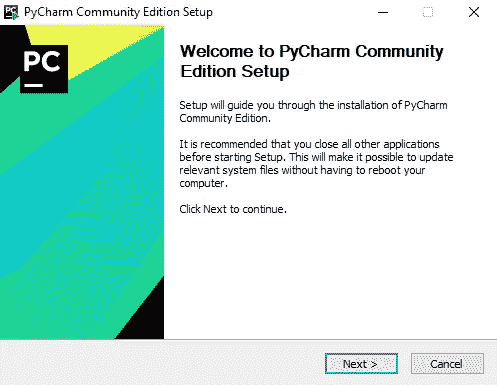 PyCharm Community Edition Setup
PC
Welcome to PyCharm Community
Edition Setup
Setup will guide you through the installation of PyCharm
Community Edition.
It is recommended that you close all other applications
before starting Setup. This will make it possible to update
relevant system files without having to reboot your
computer.
Click Next to continue.
Next >
Cancel